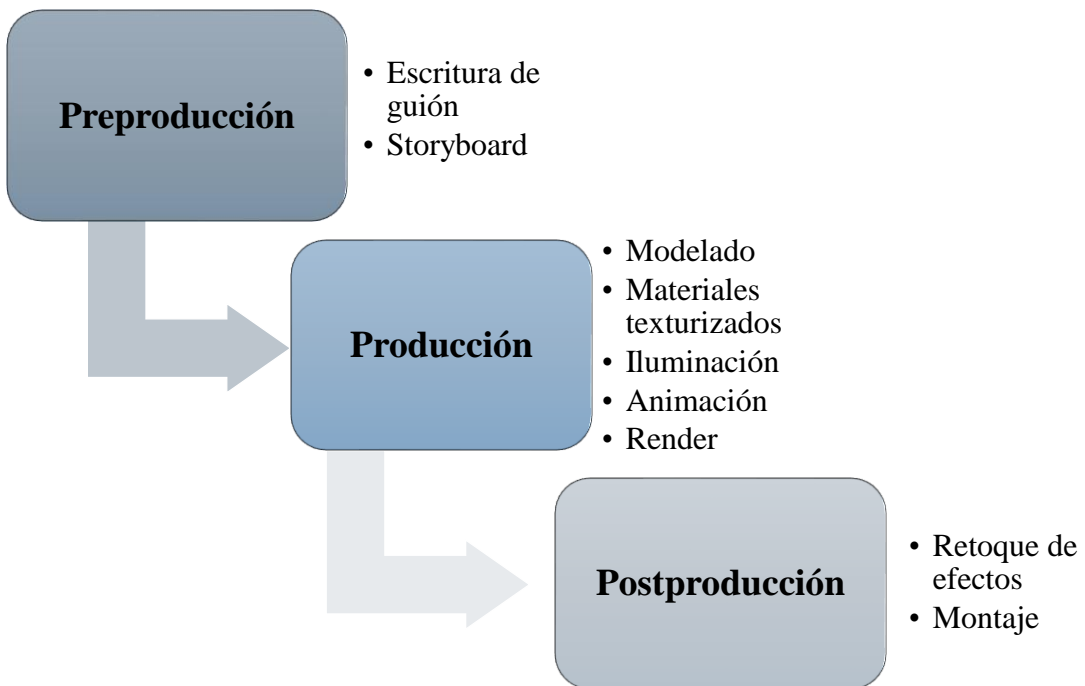 Preproducción
• Escritura de
guión
• Storyboard
Producción
• Modelado
• Materiales
texturizados
• Iluminación
• Animación
• Render
Postproducción
• Retoque de
efectos
• Montaje